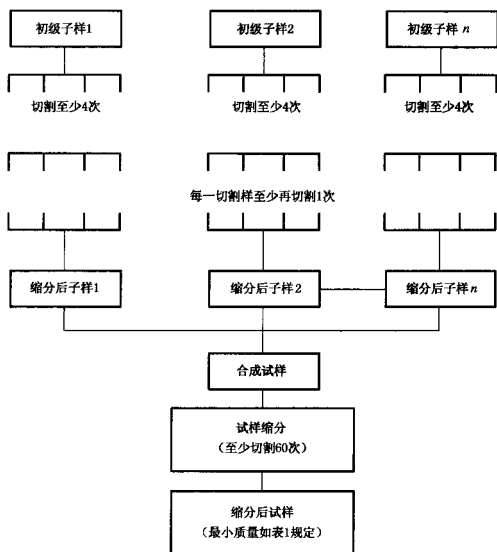 初级子样1 初级子样2 初级子样n
切割至少4次 切割至少4次 切割至少4次
每一切割样至少再切割1次
缩分后子样1 缩分后子样2 缩分后子样n
合成试样
试样缩分
(至少切割60次)
缩分后试样
(最小质量如表1规定)